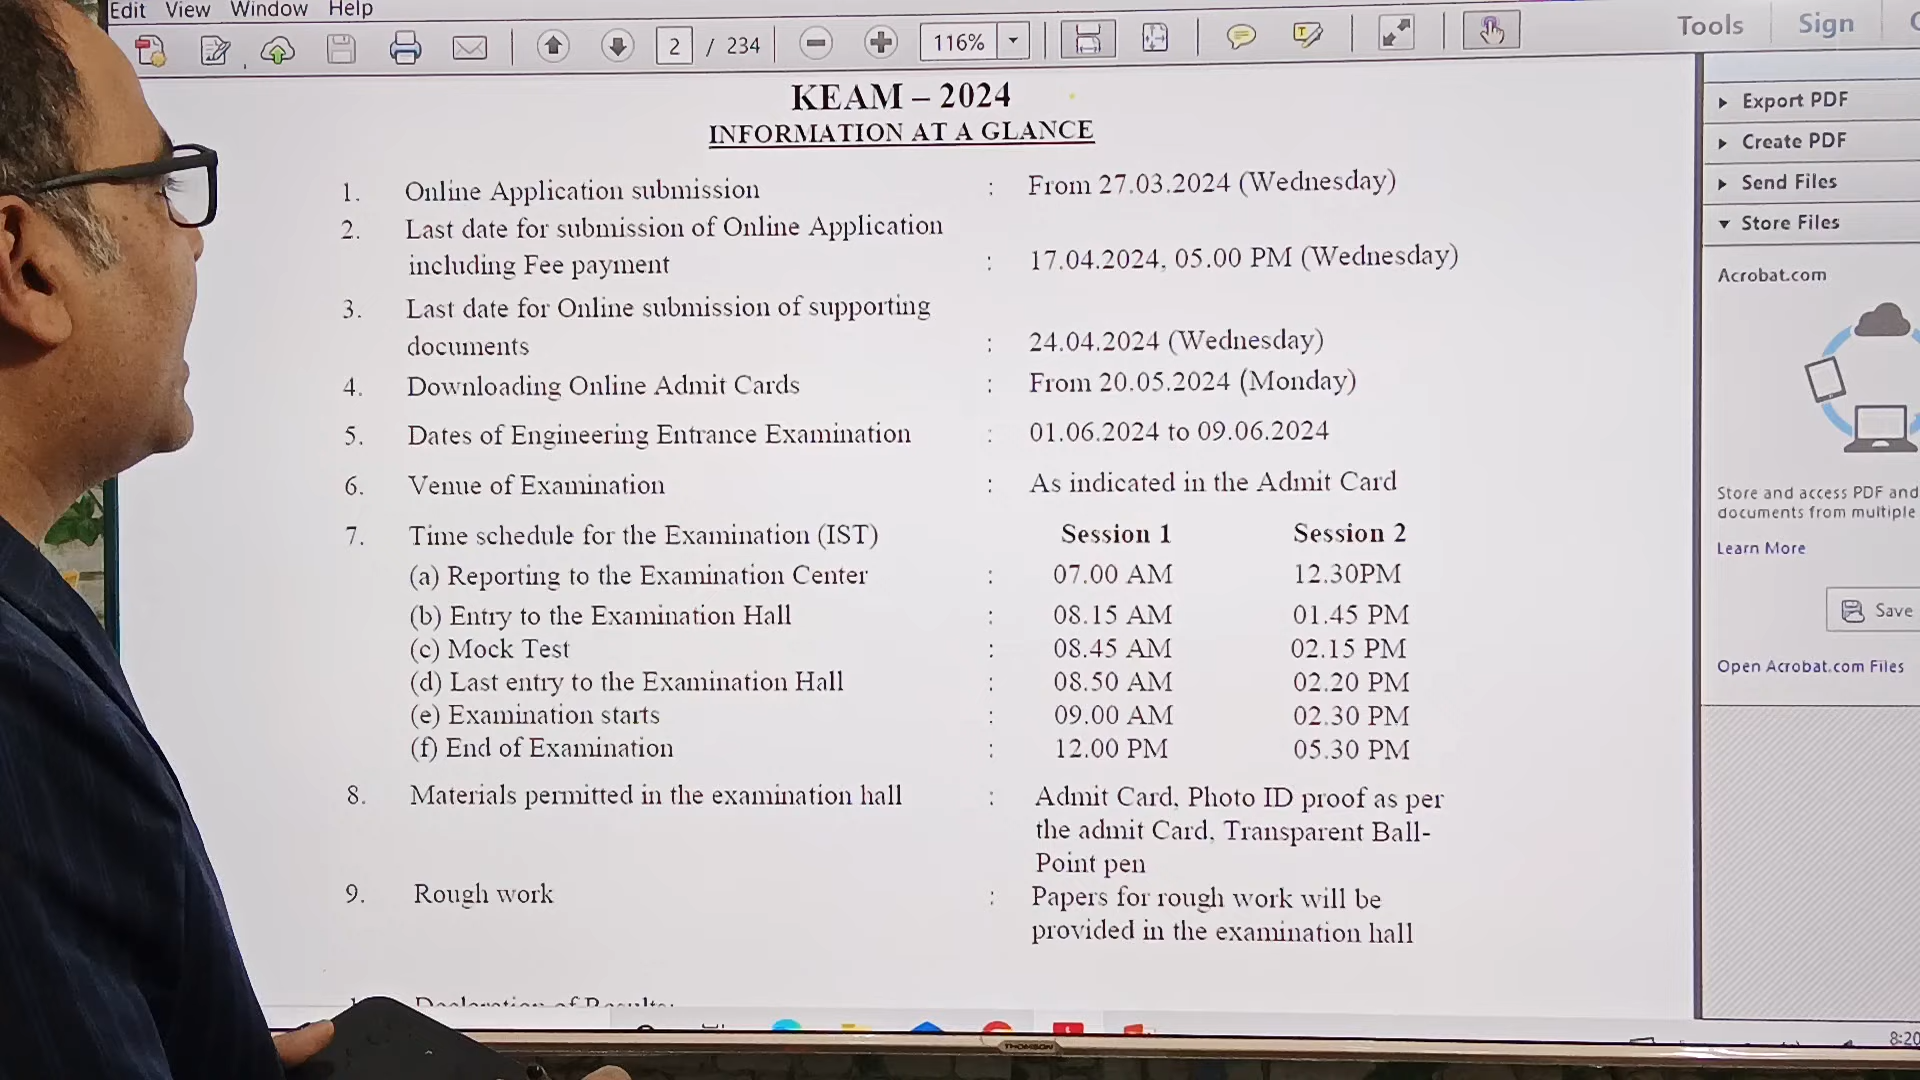 Edit View Window Help
2 / 234
116%
Tools
Sign
KEAM – 2024
INFORMATION AT A GLANCE
1. Online Application submission : From 27.03.2024 (Wednesday)
2. Last date for submission of Online Application
including Fee payment : 17.04.2024, 05.00 PM (Wednesday)
3. Last date for Online submission of supporting
documents : 24.04.2024 (Wednesday)
4. Downloading Online Admit Cards : From 20.05.2024 (Monday)
5. Dates of Engineering Entrance Examination : 01.06.2024 to 09.06.2024
6. Venue of Examination : As indicated in the Admit Card
7. Time schedule for the Examination (IST) Session 1 Session 2
(a) Reporting to the Examination Center : 07.00 AM 12.30PM
(b) Entry to the Examination Hall : 08.15 AM 01.45 PM
(c) Mock Test : 08.45 AM 02.15 PM
(d) Last entry to the Examination Hall : 08.50 AM 02.20 PM
(e) Examination starts : 09.00 AM 02.30 PM
(f) End of Examination : 12.00 PM 05.30 PM
8. Materials permitted in the examination hall : Admit Card, Photo ID proof as per
the admit Card, Transparent Ball-
Point pen
9. Rough work : Papers for rough work will be
provided in the examination hall
Declaration of Results:
Export PDF
Create PDF
Send Files
Store Files
Acrobat.com
Store and access PDF and
documents from multiple
Learn More
Save
Open Acrobat.com Files
8:20
THOMSON